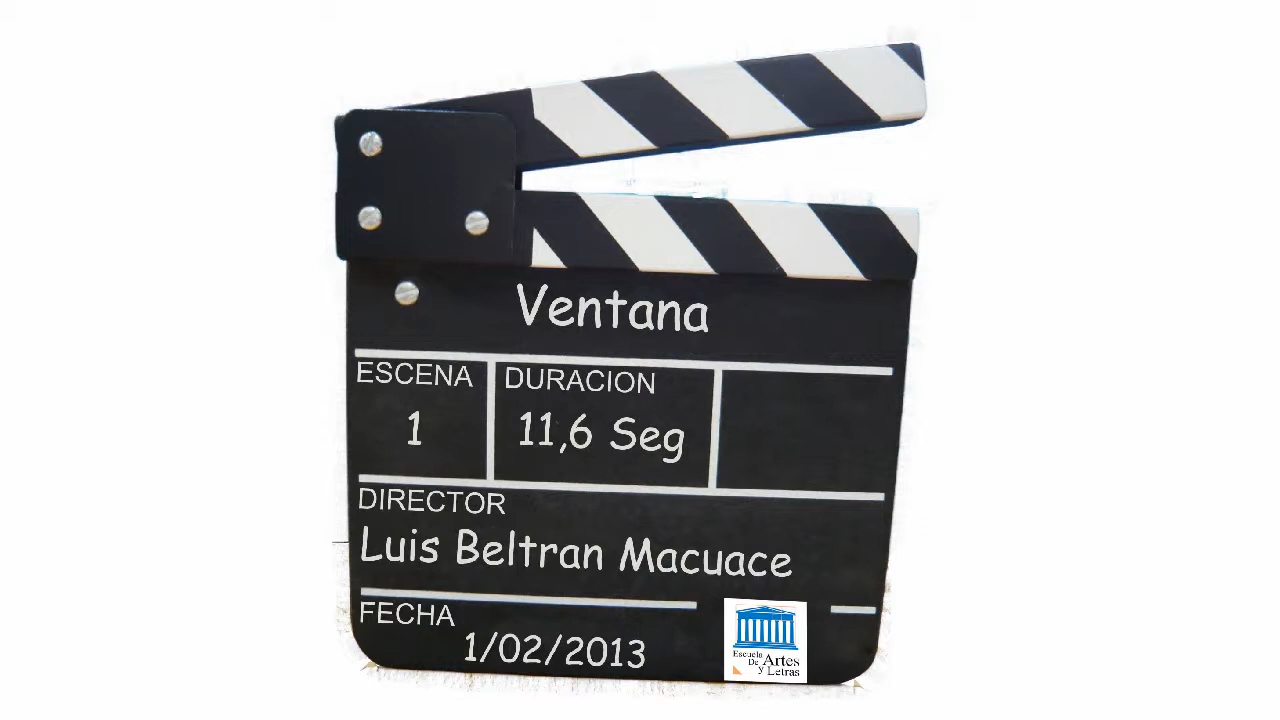 Ventana
ESCENA
DURACION
1
11,6 Seg
DIRECTOR
Luis Beltran Macuace
FECHA
1/02/2013
Escuela
De Artes
y Letras